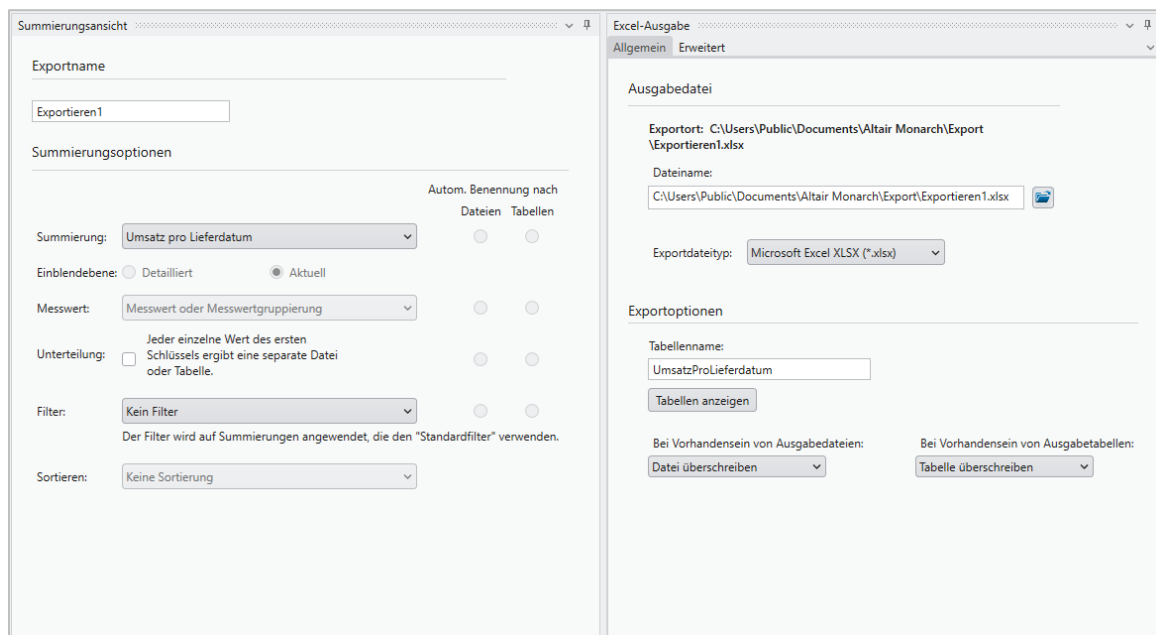 Summierungsansicht
Exportname
Exportieren1
Summierungsoptionen
Autom. Benennung nach
Dateien Tabellen
Summierung: Umsatz pro Lieferdatum
Einblendebene: Detailliert Aktuell
Messwert: Messwert oder Messwertgruppierung
Unterteilung: Jeder einzelne Wert des ersten
Schlüssels ergibt eine separate Datei
oder Tabelle.
Filter: Kein Filter
Der Filter wird auf Summierungen angewendet, die den "Standardfilter" verwenden.
Sortieren: Keine Sortierung
Excel-Ausgabe
Allgemein Erweitert
Ausgabedatei
Exportort: C:\Users\Public\Documents\Altair Monarch\Export
\Exportieren1.xlsx
Dateiname:
C:\Users\Public\Documents\Altair Monarch\Export\Exportieren1.xlsx
Exportdateityp: Microsoft Excel XLSX (*.xlsx)
Exportoptionen
Tabellenname:
UmsatzProLieferdatum
Tabellen anzeigen
Bei Vorhandensein von Ausgabedateien: Bei Vorhandensein von Ausgabetabellen:
Datei überschreiben Tabelle überschreiben